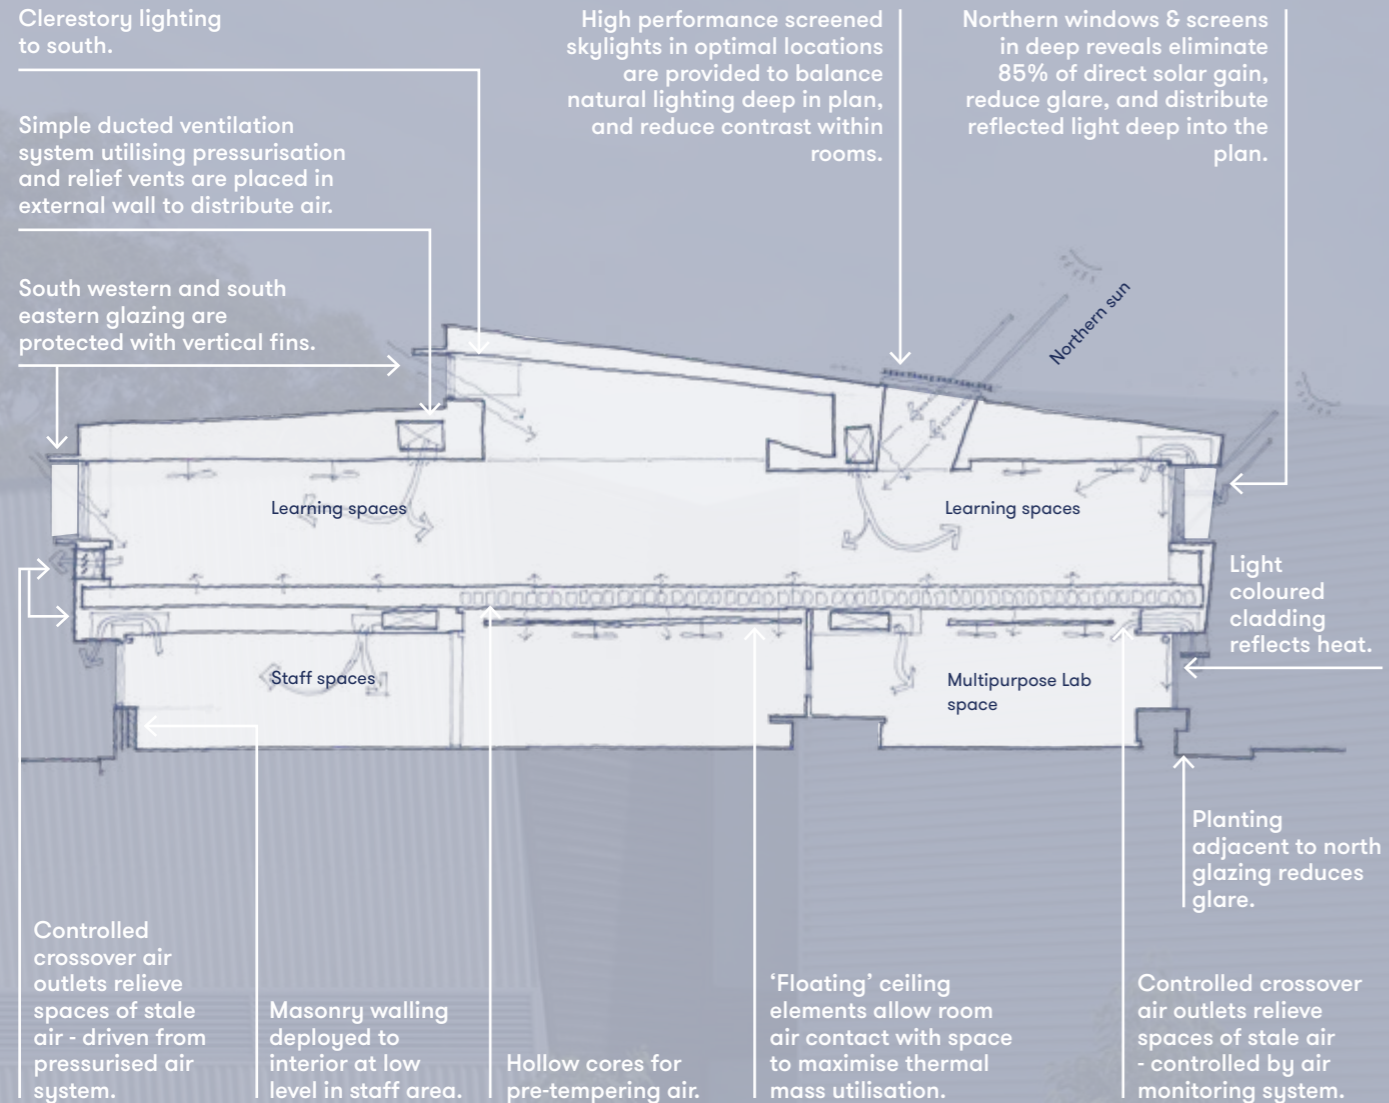 Clerestory lighting
to south.
High performance screened
skylights in optimal locations
are provided to balance
natural lighting deep in plan,
and reduce contrast within
rooms.
Northern windows & screens
in deep reveals eliminate
85% of direct solar gain,
reduce glare, and distribute
reflected light deep into the
plan.
Simple ducted ventilation
system utilising pressurisation
and relief vents are placed in
external wall to distribute air.
South western and south
eastern glazing are
protected with vertical fins.
Northern sun
Learning spaces
Learning spaces
Light
coloured
cladding
reflects heat.
Staff spaces
Multipurpose Lab
space
Planting
adjacent to north
glazing reduces
glare.
Controlled
crossover air
outlets relieve
spaces of stale
air - driven from
pressurised air
system.
Masonry walling
deployed to
interior at low
level in staff area.
Hollow cores for
pre-tempering air.
‘Floating’ ceiling
elements allow room
air contact with space
to maximise thermal
mass utilisation.
Controlled crossover
air outlets relieve
spaces of stale air
- controlled by air
monitoring system.